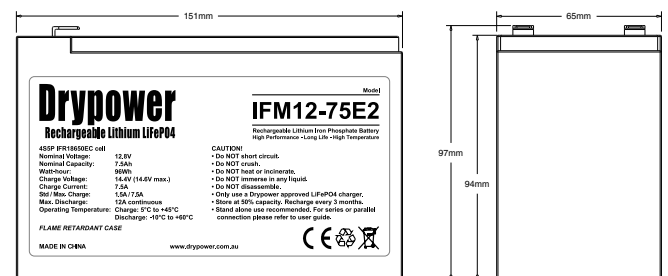 151mm
65mm
97mm
94mm
Drypower
Rechargeable Lithium LiFePO4
Model
IFM12-75E2
Rechargeable Lithium Iron Phosphate Battery
High Performance • Long Life • High Temperature
4S5P IFR18650EC cell
Nominal Voltage: 12.8V
Nominal Capacity: 7.5Ah
Watt-hour: 96Wh
Charge Voltage: 14.4V (14.6V max.)
Charge Current: 7.5A
Std / Max. Charge: 1.5A / 7.5A
Max. Discharge: 12A continuous
Operating Temperature: Charge: 5°C to +45°C
Discharge: -10°C to +60°C
FLAME RETARDANT CASE
MADE IN CHINA
www.drypower.com.au
CAUTION!
• Do NOT short circuit.
• Do NOT crush.
• Do NOT heat or incinerate.
• Do NOT immerse in any liquid.
• Do NOT disassemble.
• Only use a Drypower approved LiFePO4 charger.
• Store at 50% capacity. Recharge every 3 months.
• Stand alone use recommended. For series or parallel
connection please refer to user guide.
CE